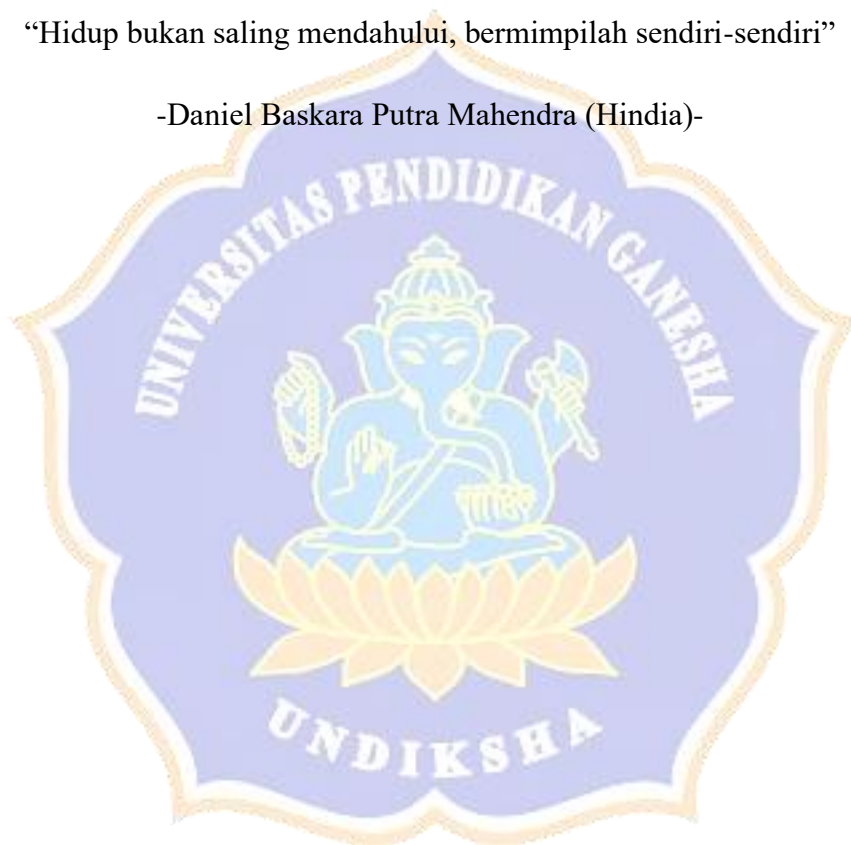 “Hidup bukan saling mendahului, bermimpilah sendiri-sendiri”
-Daniel Baskara Putra Mahendra (Hindia)-
UNIVERSITAS PENDIDIKAN GANESHA
UNDIKSHA